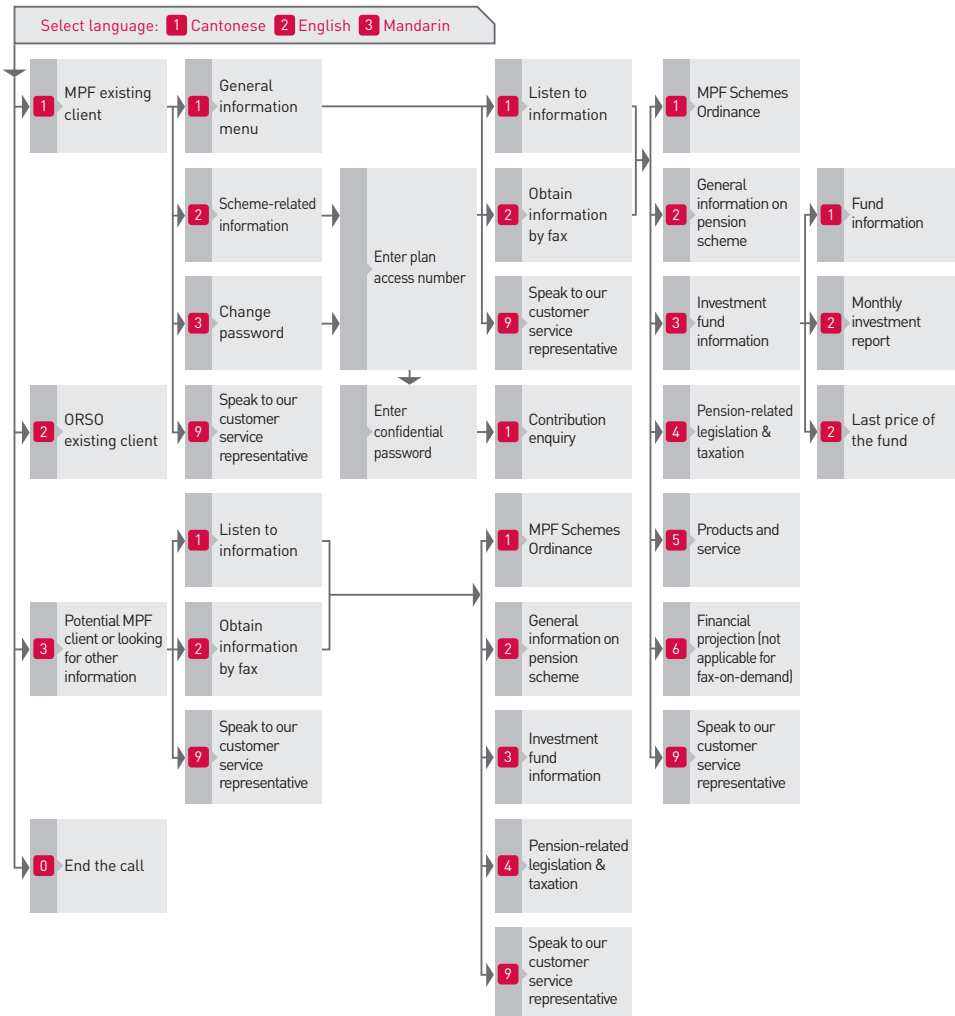 Select language: 1 Cantonese 2 English 3 Mandarin
1
MPF existing
client
1
General
information
menu
1
Listen to
information
1
MPF Schemes
Ordinance
2
Scheme-related
information
Enter plan
access number
2
Obtain
information
by fax
2
General
information on
pension
scheme
1
Fund
information
3
Change
password
9
Speak to our
customer
service
representative
3
Investment
fund
information
2
Monthly
investment
report
2
ORSO
existing client
9
Speak to our
customer
service
representative
Enter
confidential
password
1
Contribution
enquiry
4
Pension-related
legislation &
taxation
2
Last price of
the fund
1
Listen to
information
1
MPF Schemes
Ordinance
5
Products and
service
3
Potential MPF
client or looking
for other
information
2
Obtain
information
by fax
2
General
information on
pension
scheme
6
Financial
projection (not
applicable for
fax-on-demand)
9
Speak to our
customer
service
representative
3
Investment
fund
information
9
Speak to our
customer
service
representative
0
End the call
4
Pension-related
legislation &
taxation
9
Speak to our
customer
service
representative